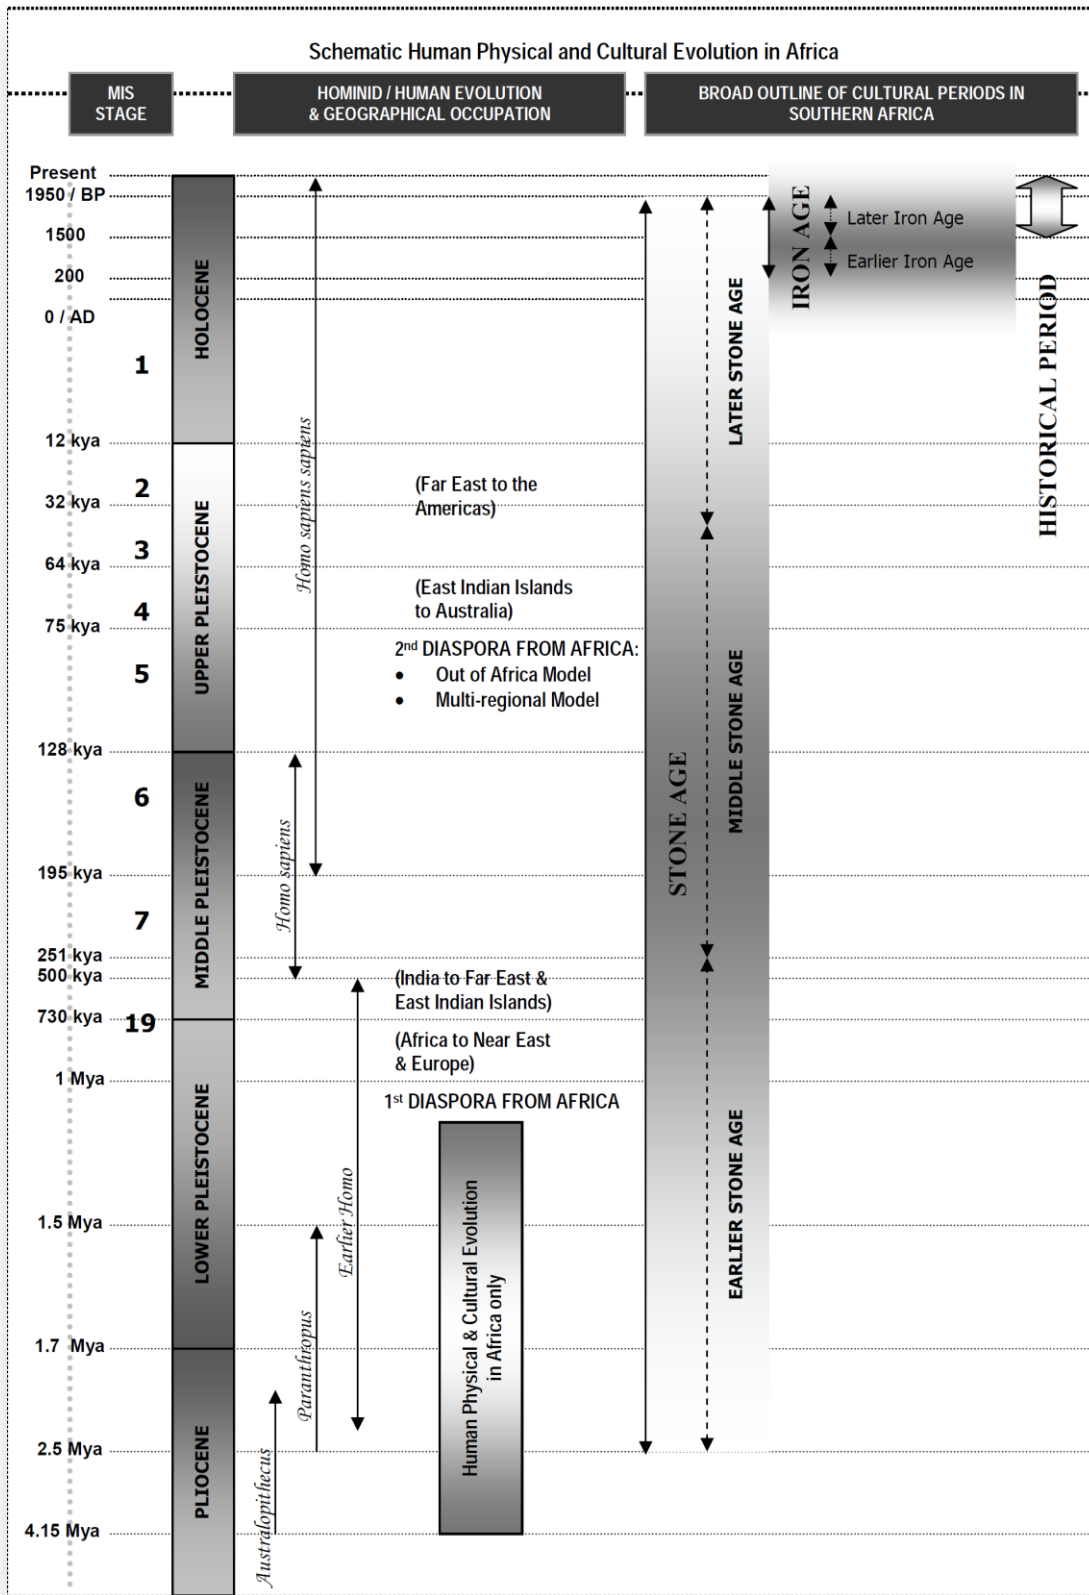 Schematic Human Physical and Cultural Evolution in Africa
MIS
STAGE
HOMINID / HUMAN EVOLUTION
& GEOGRAPHICAL OCCUPATION
BROAD OUTLINE OF CULTURAL PERIODS IN
SOUTHERN AFRICA
Present
1950 / BP
1500
200
0 / AD
12 kya
32 kya
64 kya
75 kya
128 kya
195 kya
251 kya
500 kya
730 kya
1 Mya
1.5 Mya
1.7 Mya
2.5 Mya
4.15 Mya
1
2
3
4
5
6
7
19
HOLOCENE
UPPER PLEISTOCENE
MIDDLE PLEISTOCENE
LOWER PLEISTOCENE
PLIOCENE
Homo sapiens sapiens
Homo sapiens
Earlier Homo
Paranthropus
Australopithecus
(Far East to the
Americas)
(East Indian Islands
to Australia)
2nd DIASPORA FROM AFRICA:
• Out of Africa Model
• Multi-regional Model
(India to Far East &
East Indian Islands)
(Africa to Near East
& Europe)
1st DIASPORA FROM AFRICA
Human Physical & Cultural Evolution
in Africa only
STONE AGE
LATER STONE AGE
MIDDLE STONE AGE
EARLIER STONE AGE
IRON AGE
Later Iron Age
Earlier Iron Age
HISTORICAL PERIOD